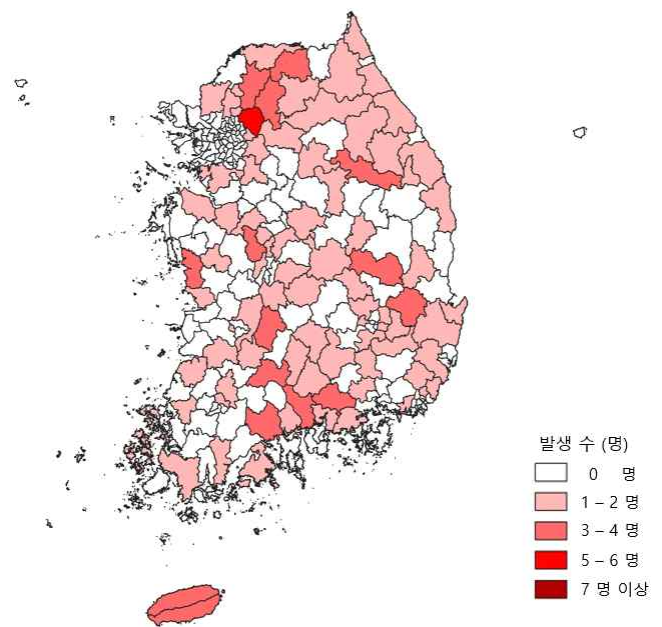 발생 수 (명)
0 명
1 – 2 명
3 – 4 명
5 – 6 명
7 명 이상